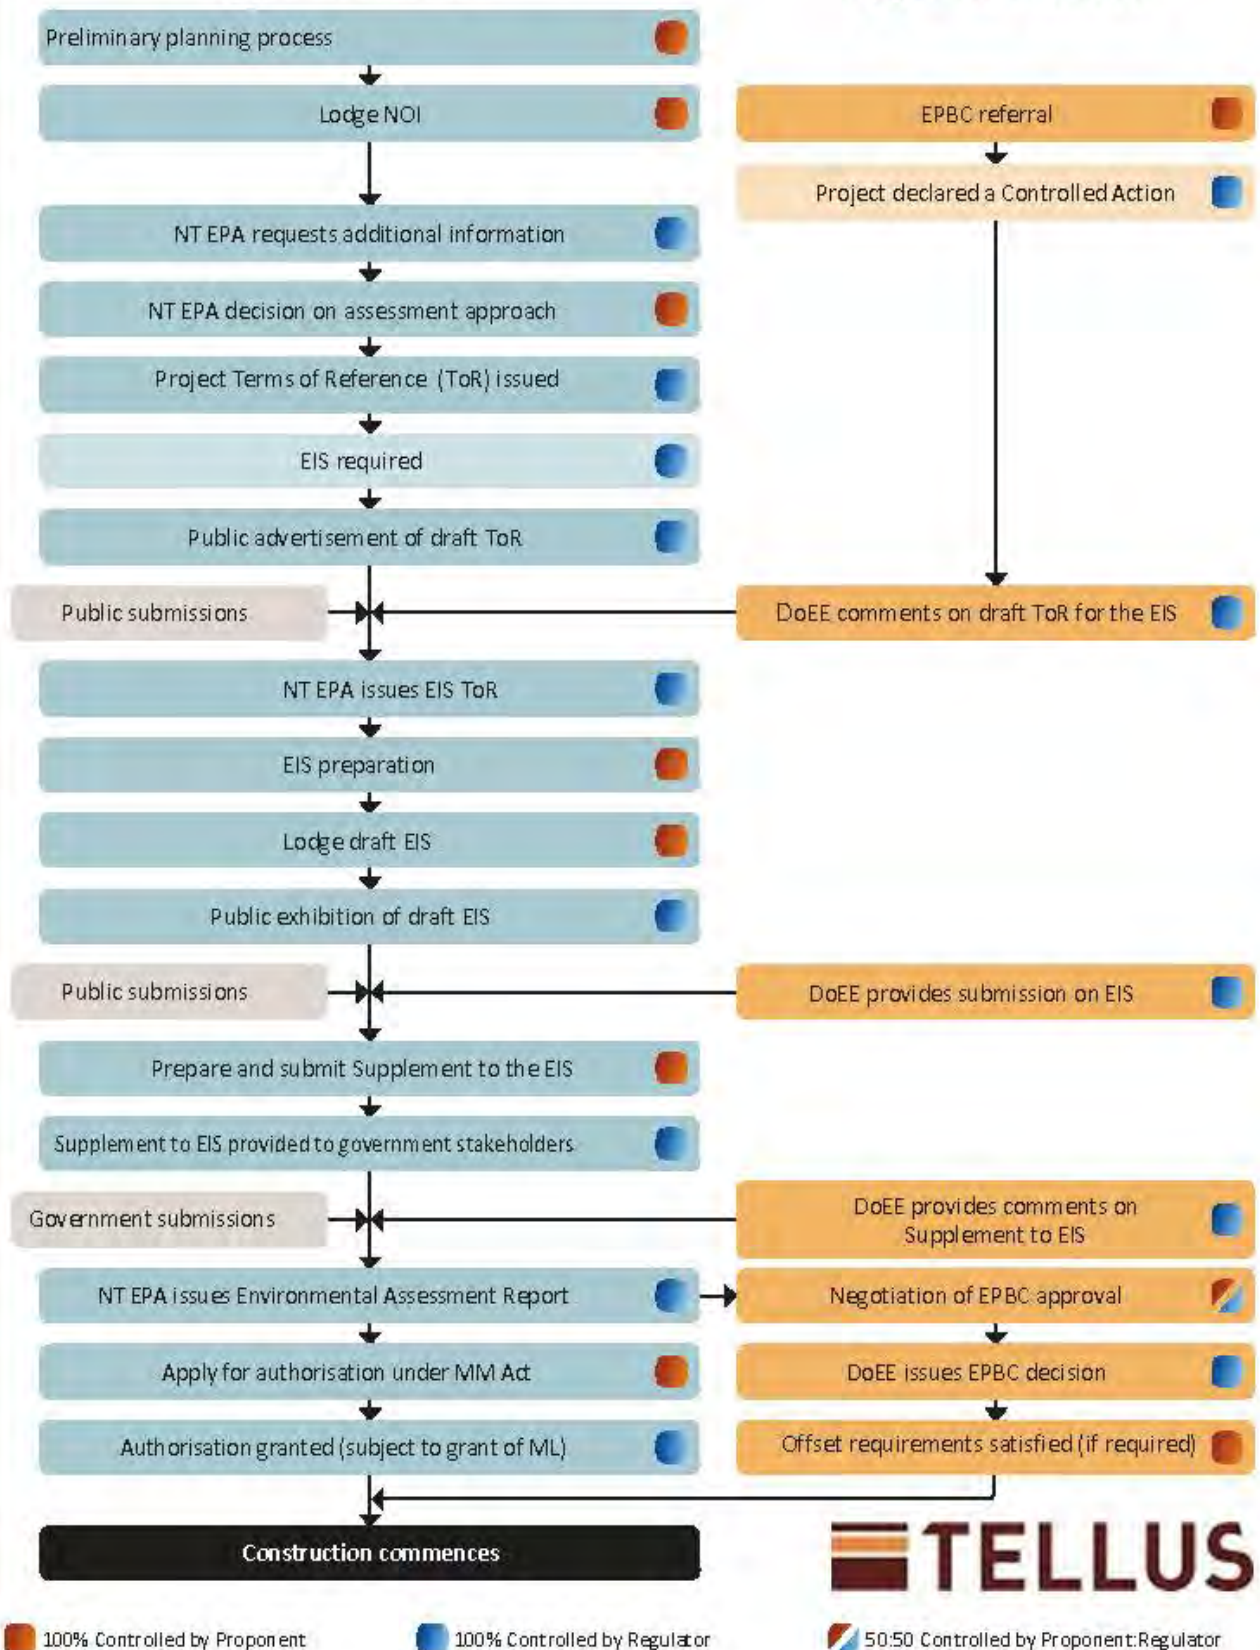 Preliminary planning process
Lodge NOI
EPBC referral
Project declared a Controlled Action
NT EPA requests additional information
NT EPA decision on assessment approach
Project Terms of Reference (ToR) issued
EIS required
Public advertisement of draft ToR
Public submissions
DoEE comments on draft ToR for the EIS
NT EPA issues EIS ToR
EIS preparation
Lodge draft EIS
Public exhibition of draft EIS
Public submissions
DoEE provides submission on EIS
Prepare and submit Supplement to the EIS
Supplement to EIS provided to government stakeholders
Government submissions
DoEE provides comments on
Supplement to EIS
NT EPA issues Environmental Assessment Report
Negotiation of EPBC approval
Apply for authorisation under MM Act
DoEE issues EPBC decision
Authorisation granted (subject to grant of ML)
Offset requirements satisfied (if required)
Construction commences
TELLUS
100% Controlled by Proponent
100% Controlled by Regulator
50:50 Controlled by Proponent:Regulator